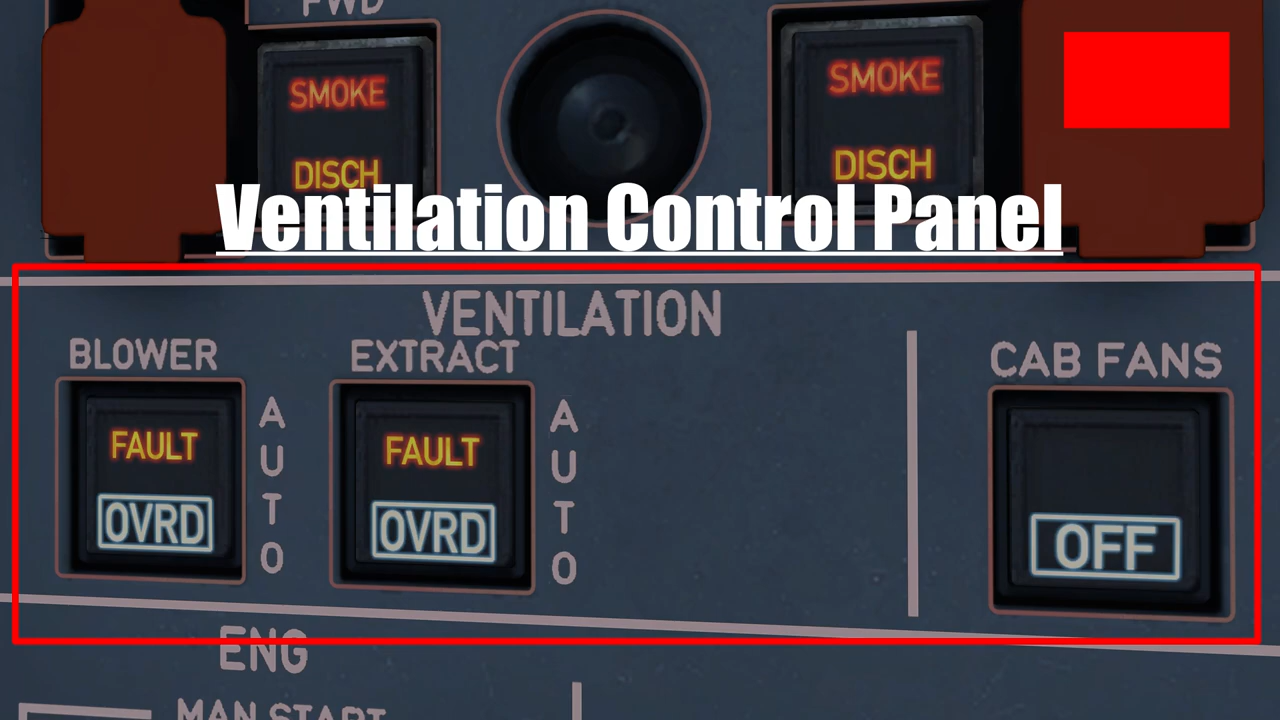 FWD
SMOKE
DISCH
SMOKE
DISCH
Ventilation Control Panel
VENTILATION
BLOWER
FAULT
OVRD
AUTO
EXTRACT
FAULT
OVRD
AUTO
CAB FANS
OFF
ENG
MAN START